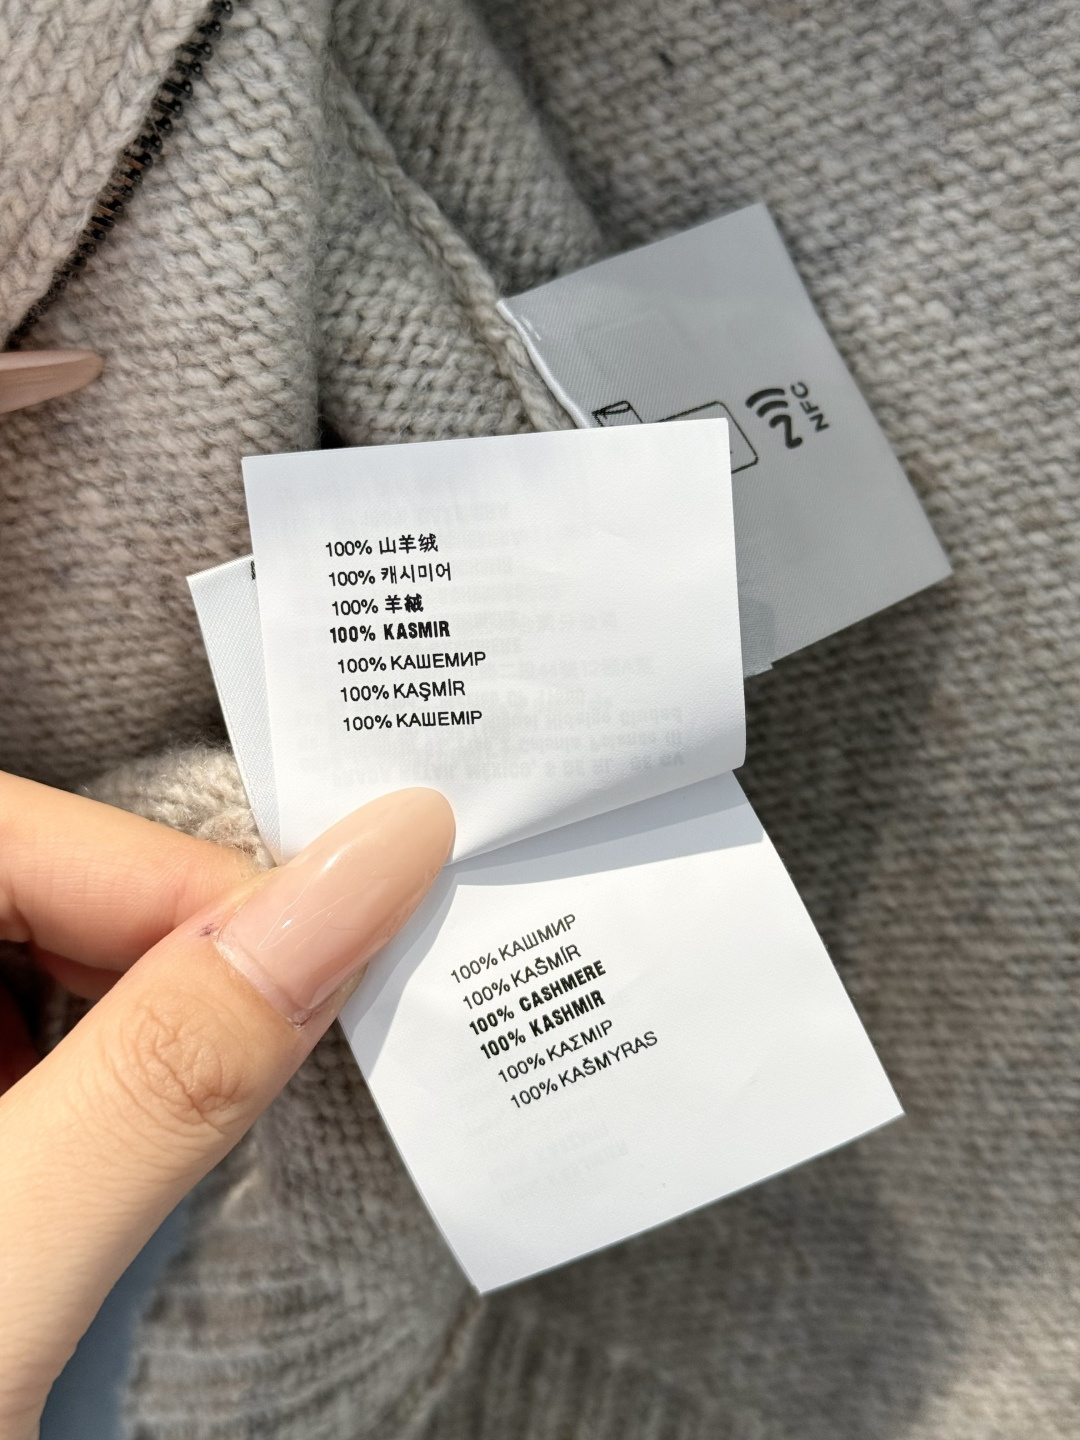 NFC
100% 山羊绒
100% 캐시미어
100% 羊絨
100% KASMIR
100% КАШЕМИР
100% KAŞMİR
100% КАШЕМІР
100% КАШМИР
100% KAŠMÍR
100% CASHMERE
100% KASHMIR
100% ΚΑΣΜΙΡ
100% KAŠMYRAS